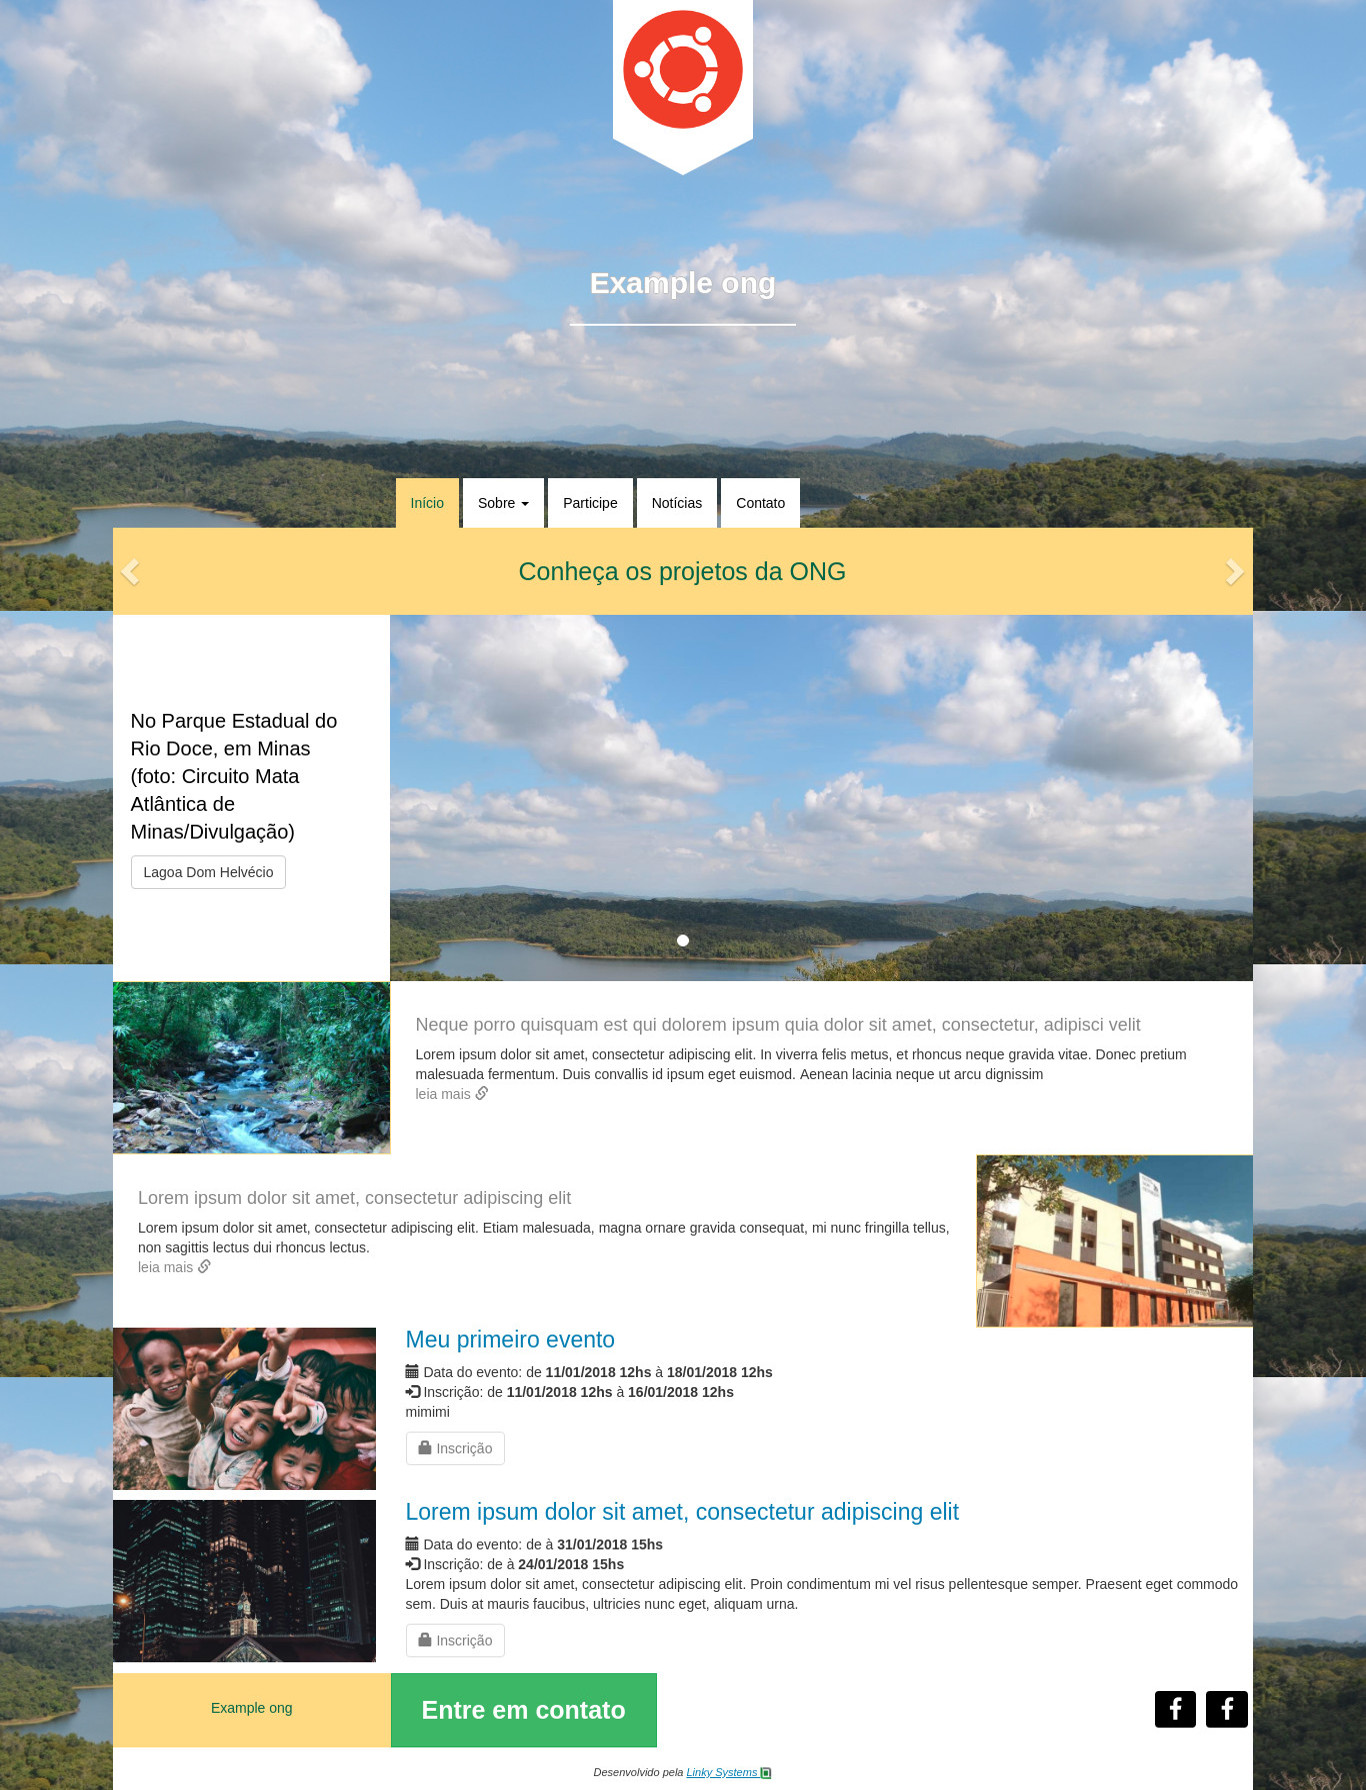 Example ong
Início
Sobre
Participe
Notícias
Contato
Conheça os projetos da ONG
No Parque Estadual do
Rio Doce, em Minas
(foto: Circuito Mata
Atlântica de
Minas/Divulgação)
Lagoa Dom Helvécio
Neque porro quisquam est qui dolorem ipsum quia dolor sit amet, consectetur, adipisci velit
Lorem ipsum dolor sit amet, consectetur adipiscing elit. In viverra felis metus, et rhoncus neque gravida vitae. Donec pretium
malesuada fermentum. Duis convallis id ipsum eget euismod. Aenean lacinia neque ut arcu dignissim
leia mais
Lorem ipsum dolor sit amet, consectetur adipiscing elit
Lorem ipsum dolor sit amet, consectetur adipiscing elit. Etiam malesuada, magna ornare gravida consequat, mi nunc fringilla tellus,
non sagittis lectus dui rhoncus lectus.
leia mais
Meu primeiro evento
Data do evento: de 11/01/2018 12hs à 18/01/2018 12hs
Inscrição: de 11/01/2018 12hs à 16/01/2018 12hs
mimimi
Inscrição
Lorem ipsum dolor sit amet, consectetur adipiscing elit
Data do evento: de à 31/01/2018 15hs
Inscrição: de à 24/01/2018 15hs
Lorem ipsum dolor sit amet, consectetur adipiscing elit. Proin condimentum mi vel risus pellentesque semper. Praesent eget commodo
sem. Duis at mauris faucibus, ultricies nunc eget, aliquam urna.
Inscrição
Example ong
Entre em contato
Desenvolvido pela Linky Systems